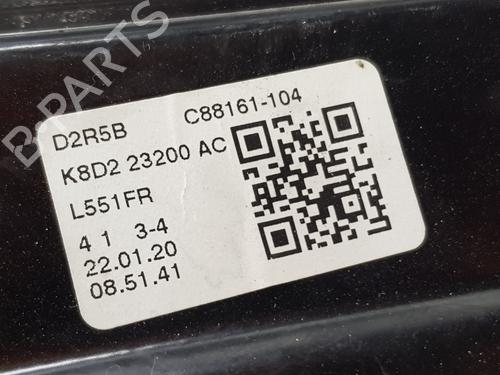 B-PARTS
D2R5B C88161-104
K8D2 23200 AC
L551FR
4 1 3-4
22.01.20
08.51.41